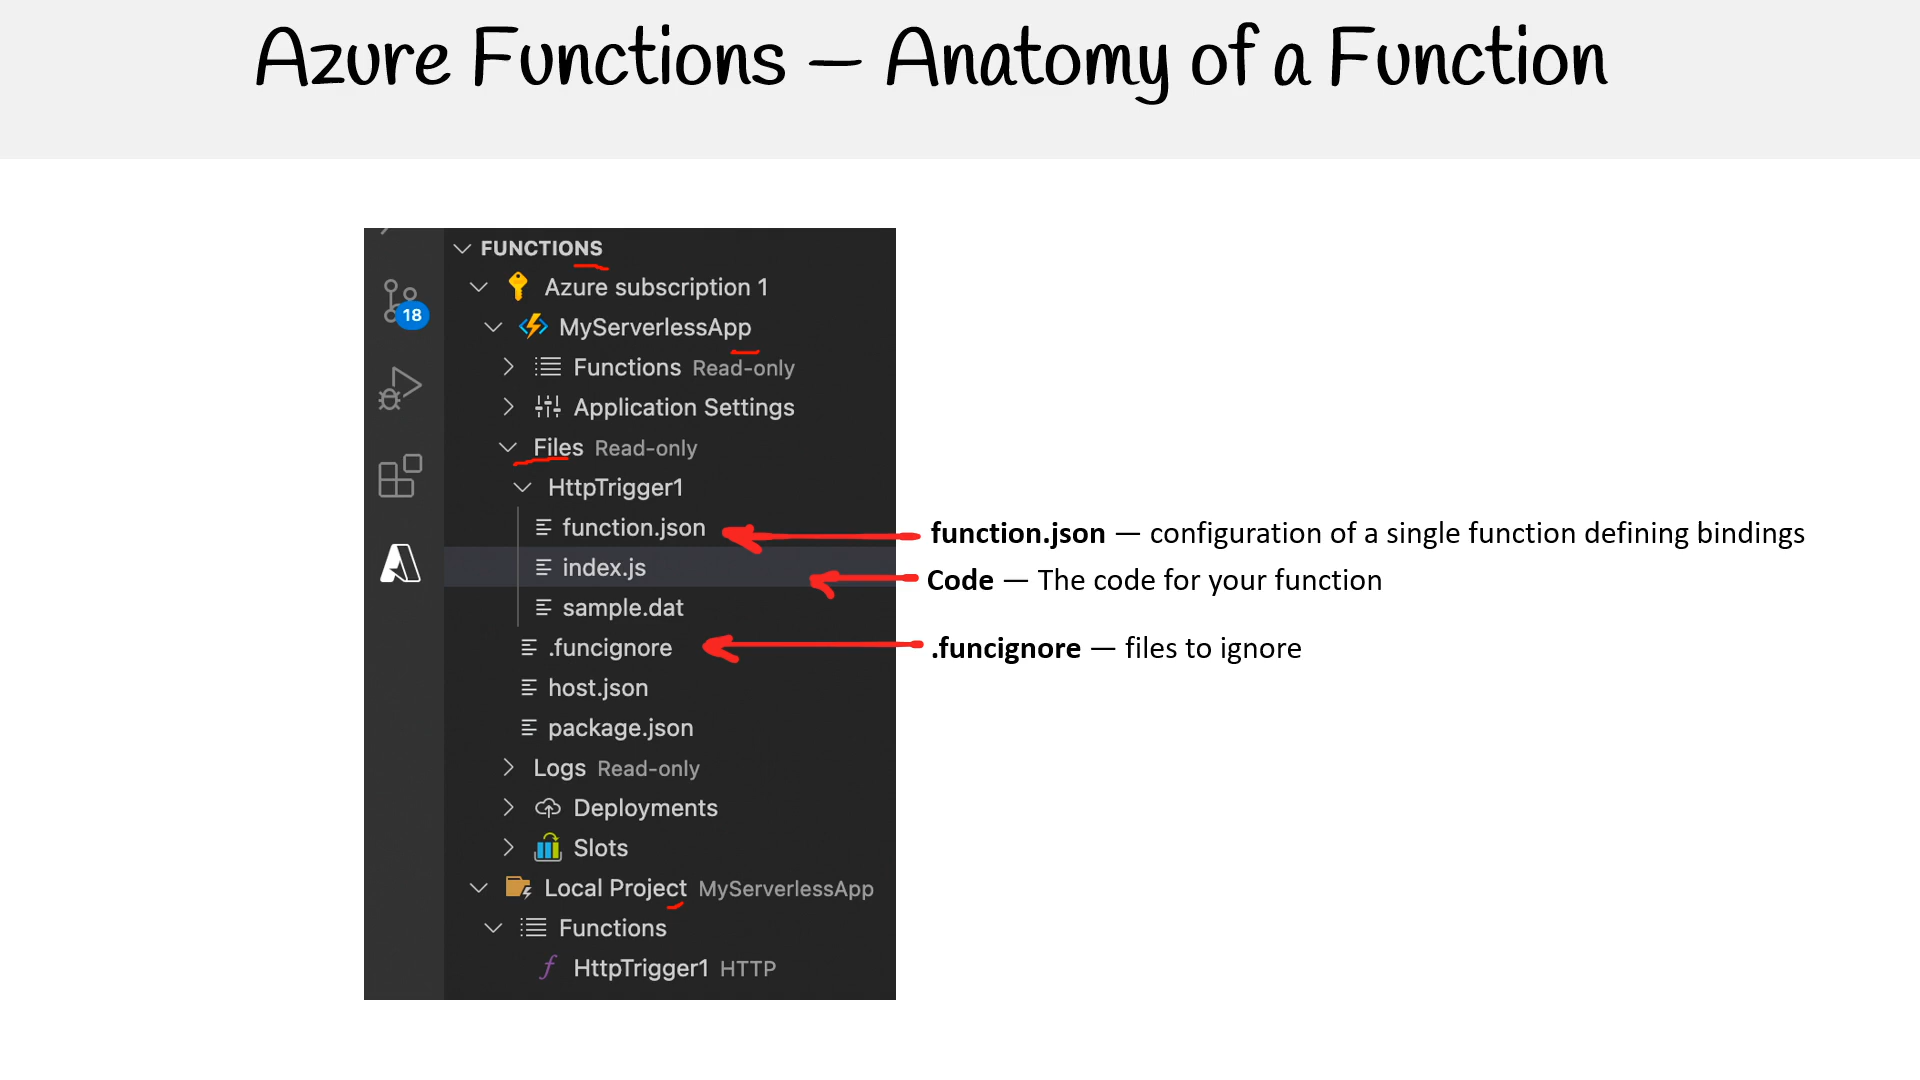 Azure Functions — Anatomy of a Function
FUNCTIONS
Azure subscription 1
18
MyServerlessApp
Functions Read-only
Application Settings
Files Read-only
HttpTrigger1
function.json
function.json — configuration of a single function defining bindings
index.js
Code — The code for your function
sample.dat
.funcignore
.funcignore — files to ignore
host.json
package.json
Logs Read-only
Deployments
Slots
Local Project MyServerlessApp
Functions
HttpTrigger1 HTTP